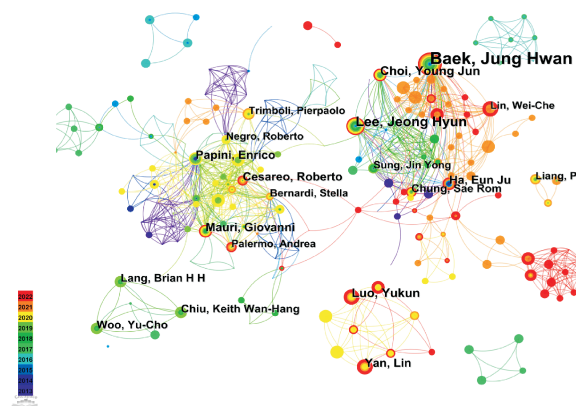 Baek, Jung Hwan
Choi, Young Jun
Lin, Wei-Che
Trimboli, Pierpaolo
Lee, Jeong Hyun
Negro, Roberto
Papini, Enrico
Sung, Jin Yong
Cesareo, Roberto
Ha, Eun Ju
Liang, P
Chung, Sae Rom
Bernardi, Stella
Mauri, Giovanni
Palermo, Andrea
Lang, Brian H H
Luo, Yukun
Chiu, Keith Wan-Hang
Woo, Yu-Cho
Yan, Lin
2022
2021
2020
2019
2018
2017
2016
2015
2014
2013